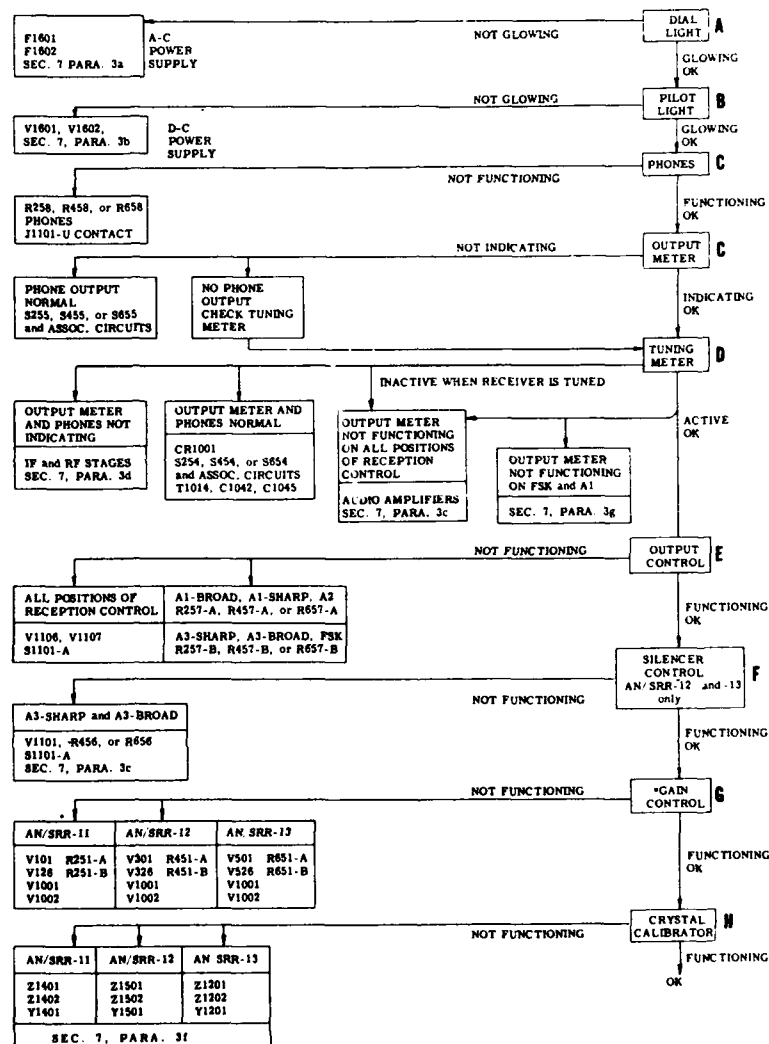 DIAL
LIGHT
A
NOT GLOWING
F1601
F1602
SEC. 7 PARA. 3a
A-C
POWER
SUPPLY
GLOWING
OK
PILOT
LIGHT
B
NOT GLOWING
V1601, V1602,
SEC. 7, PARA. 3b
D-C
POWER
SUPPLY
GLOWING
OK
PHONES
C
NOT FUNCTIONING
R258, R458, or R658
PHONES
J1101-U CONTACT
FUNCTIONING
OK
OUTPUT
METER
C
NOT INDICATING
PHONE OUTPUT
NORMAL
S255, S455, or S655
and ASSOC. CIRCUITS
NO PHONE
OUTPUT
CHECK TUNING
METER
INDICATING
OK
TUNING
METER
D
INACTIVE WHEN RECEIVER IS TUNED
OUTPUT METER
AND PHONES NOT
INDICATING
IF and RF STAGES
SEC. 7, PARA. 3d
OUTPUT METER AND
PHONES NORMAL
CR1001
S254, S454, or S654
and ASSOC. CIRCUITS
T1014, C1042, C1045
OUTPUT METER
NOT FUNCTIONING
ON ALL POSITIONS
OF RECEPTION
CONTROL
AUDIO AMPLIFIERS
SEC. 7, PARA. 3c
OUTPUT METER
NOT FUNCTIONING
ON FSK and A1
SEC. 7, PARA. 3g
ACTIVE
OK
OUTPUT
CONTROL
E
NOT FUNCTIONING
ALL POSITIONS OF
RECEPTION CONTROL
V1106, V1107
S1101-A
A1-BROAD, A1-SHARP, A2
R257-A, R457-A, or R657-A
A3-SHARP, A3-BROAD, FSK
R257-B, R457-B, or R657-B
FUNCTIONING
OK
SILENCER
CONTROL
AN/SRR-12 and -13
only
F
NOT FUNCTIONING
A3-SHARP and A3-BROAD
V1101, R456, or R656
S1101-A
SEC. 7, PARA. 3c
FUNCTIONING
OK
*GAIN
CONTROL
G
NOT FUNCTIONING
AN/SRR-11
V101 R251-A
V126 R251-B
V1001
V1002
AN/SRR-12
V301 R451-A
V326 R451-B
V1001
V1002
AN SRR-13
V501 R651-A
V526 R651-B
V1001
V1002
FUNCTIONING
OK
CRYSTAL
CALIBRATOR
H
NOT FUNCTIONING
AN/SRR-11
Z1401
Z1402
Y1401
AN/SRR-12
Z1501
Z1502
Y1501
AN SRR-13
Z1201
Z1202
Y1201
SEC. 7, PARA. 3f
FUNCTIONING
OK